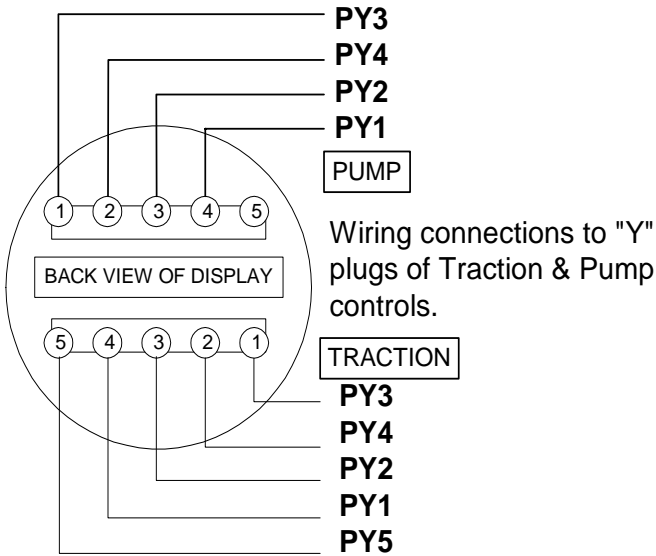 PY3
PY4
PY2
PY1
PUMP
1 2 3 4 5
Wiring connections to "Y"
plugs of Traction & Pump
controls.
BACK VIEW OF DISPLAY
5 4 3 2 1
TRACTION
PY3
PY4
PY2
PY1
PY5